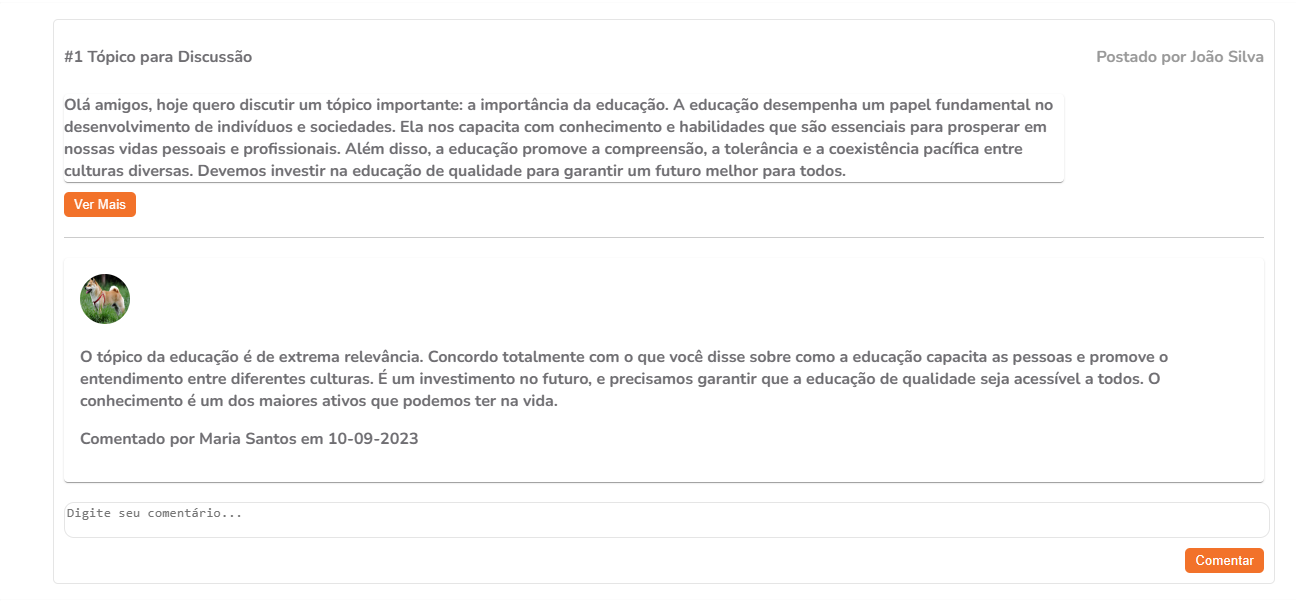 #1 Tópico para Discussão
Postado por João Silva
Olá amigos, hoje quero discutir um tópico importante: a importância da educação. A educação desempenha um papel fundamental no
desenvolvimento de indivíduos e sociedades. Ela nos capacita com conhecimento e habilidades que são essenciais para prosperar em
nossas vidas pessoais e profissionais. Além disso, a educação promove a compreensão, a tolerância e a coexistência pacífica entre
culturas diversas. Devemos investir na educação de qualidade para garantir um futuro melhor para todos.
Ver Mais
O tópico da educação é de extrema relevância. Concordo totalmente com o que você disse sobre como a educação capacita as pessoas e promove o
entendimento entre diferentes culturas. É um investimento no futuro, e precisamos garantir que a educação de qualidade seja acessível a todos. O
conhecimento é um dos maiores ativos que podemos ter na vida.
Comentado por Maria Santos em 10-09-2023
Digite seu comentário...
Comentar